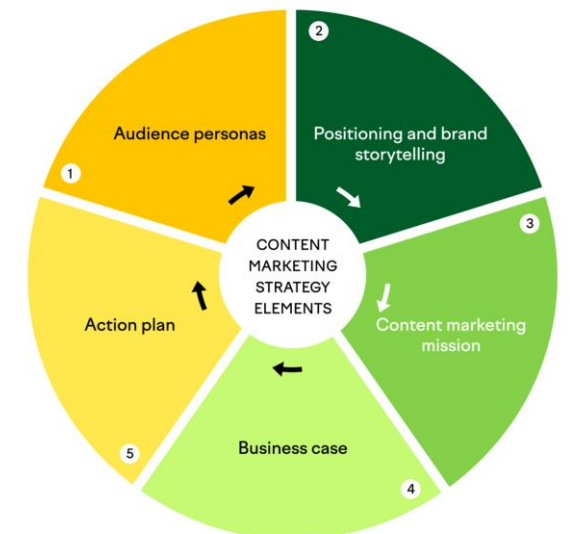 1
Audience personas
2
Positioning and brand
storytelling
3
Content marketing
mission
4
Business case
5
Action plan
CONTENT
MARKETING
STRATEGY
ELEMENTS